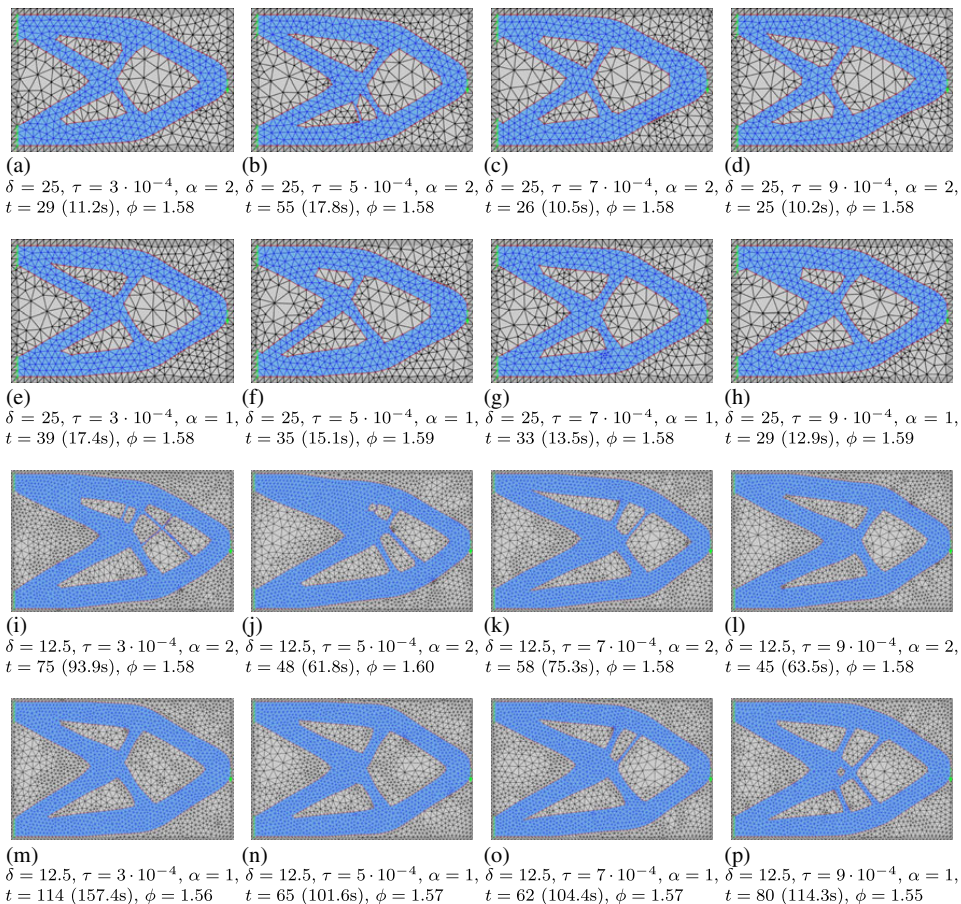 (a)
δ = 25, τ = 3 · 10⁻⁴, α = 2,
t = 29 (11.2s), φ = 1.58
(b)
δ = 25, τ = 5 · 10⁻⁴, α = 2,
t = 55 (17.8s), φ = 1.58
(c)
δ = 25, τ = 7 · 10⁻⁴, α = 2,
t = 26 (10.5s), φ = 1.58
(d)
δ = 25, τ = 9 · 10⁻⁴, α = 2,
t = 25 (10.2s), φ = 1.58
(e)
δ = 25, τ = 3 · 10⁻⁴, α = 1,
t = 39 (17.4s), φ = 1.58
(f)
δ = 25, τ = 5 · 10⁻⁴, α = 1,
t = 35 (15.1s), φ = 1.59
(g)
δ = 25, τ = 7 · 10⁻⁴, α = 1,
t = 33 (13.5s), φ = 1.58
(h)
δ = 25, τ = 9 · 10⁻⁴, α = 1,
t = 29 (12.9s), φ = 1.59
(i)
δ = 12.5, τ = 3 · 10⁻⁴, α = 2,
t = 75 (93.9s), φ = 1.58
(j)
δ = 12.5, τ = 5 · 10⁻⁴, α = 2,
t = 48 (61.8s), φ = 1.60
(k)
δ = 12.5, τ = 7 · 10⁻⁴, α = 2,
t = 58 (75.3s), φ = 1.58
(l)
δ = 12.5, τ = 9 · 10⁻⁴, α = 2,
t = 45 (63.5s), φ = 1.58
(m)
δ = 12.5, τ = 3 · 10⁻⁴, α = 1,
t = 114 (157.4s), φ = 1.56
(n)
δ = 12.5, τ = 5 · 10⁻⁴, α = 1,
t = 65 (101.6s), φ = 1.57
(o)
δ = 12.5, τ = 7 · 10⁻⁴, α = 1,
t = 62 (104.4s), φ = 1.57
(p)
δ = 12.5, τ = 9 · 10⁻⁴, α = 1,
t = 80 (114.3s), φ = 1.55